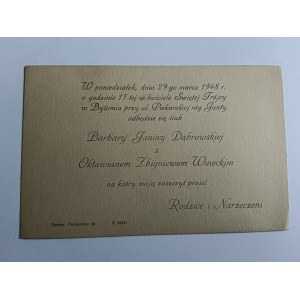 W poniedziałek, dnia 29-go marca 1948 r.
o godzinie 17-tej w kościele Świętej Trójcy
w Bytomiu przy ul. Piekarskiej róg Janty
odbędzie się ślub
Barbary Janiny Dąbrowskiej
z
Oktawianem Zbigniewem Wineckim
na który mają zaszczyt prosić
Rodzice i Narzeczeni
Bytom,